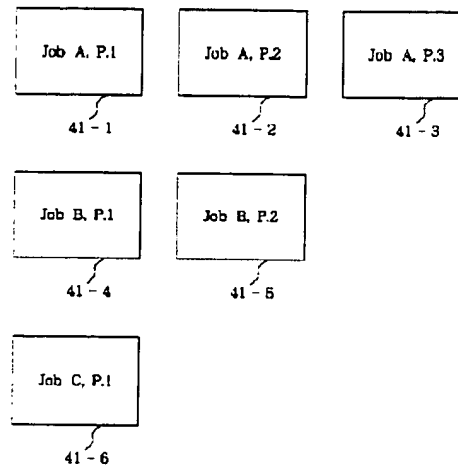 Job A, P.1
Job A, P.2
Job A, P.3
41 - 1
41 - 2
41 - 3
Job B, P.1
Job B, P.2
41 - 4
41 - 5
Job C, P.1
41 - 6